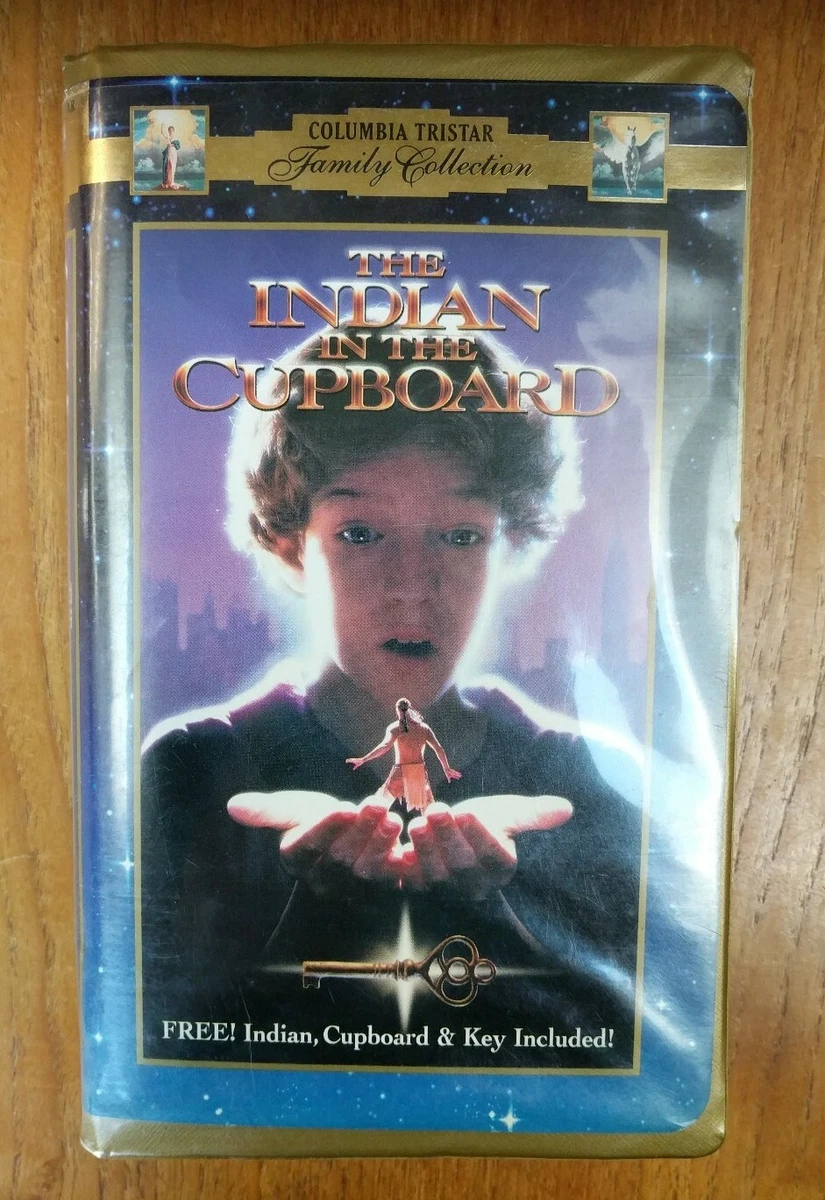 COLUMBIA TRISTAR
Family Collection
THE
INDIAN
IN THE
CUPBOARD
FREE! Indian, Cupboard & Key Included!